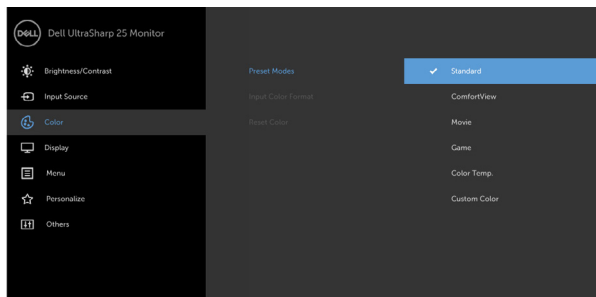 DELL Dell UltraSharp 25 Monitor
Brightness/Contrast
Input Source
Color
Display
Menu
Personalize
Others
Preset Modes
Input Color Format
Reset Color
Standard
ComfortView
Movie
Game
Color Temp.
Custom Color